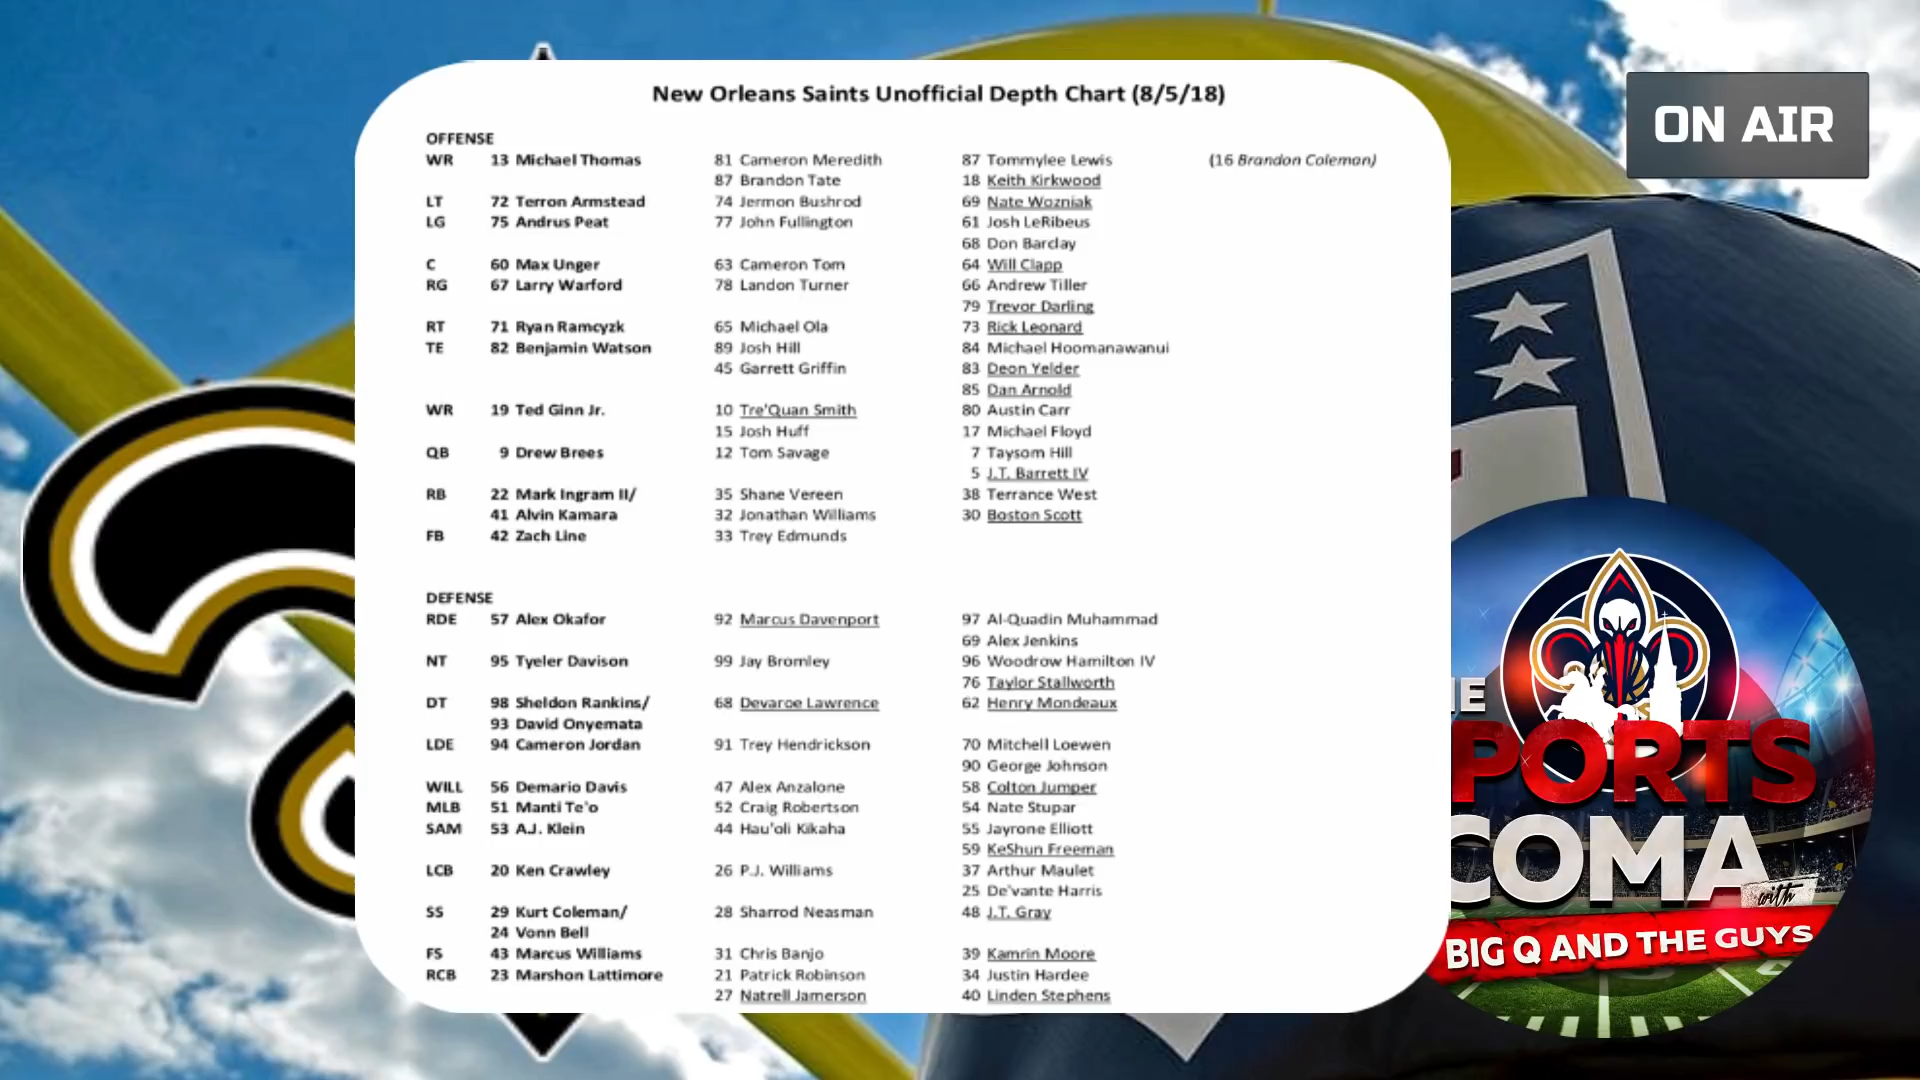 New Orleans Saints Unofficial Depth Chart (8/5/18)
ON AIR
OFFENSE
WR 13 Michael Thomas 81 Cameron Meredith 87 Tommylee Lewis (16 Brandon Coleman)
87 Brandon Tate 18 Keith Kirkwood
LT 72 Terron Armstead 74 Jermon Bushrod 69 Nate Wozniak
LG 75 Andrus Peat 77 John Fullington 61 Josh LeRibeus
68 Don Barclay
C 60 Max Unger 63 Cameron Tom 64 Will Clapp
RG 67 Larry Warford 78 Landon Turner 66 Andrew Tiller
79 Trevor Darling
RT 71 Ryan Ramcyzk 65 Michael Ola 73 Rick Leonard
TE 82 Benjamin Watson 89 Josh Hill 84 Michael Hoomanawanui
45 Garrett Griffin 83 Deon Yelder
85 Dan Arnold
WR 19 Ted Ginn Jr. 10 Tre'Quan Smith 80 Austin Carr
15 Josh Huff 17 Michael Floyd
QB 9 Drew Brees 12 Tom Savage 7 Taysom Hill
5 J.T. Barrett IV
RB 22 Mark Ingram II/ 35 Shane Vereen 38 Terrance West
41 Alvin Kamara 32 Jonathan Williams 30 Boston Scott
FB 42 Zach Line 33 Trey Edmunds
DEFENSE
RDE 57 Alex Okafor 92 Marcus Davenport 97 Al-Quadin Muhammad
69 Alex Jenkins
NT 95 Tyeler Davison 99 Jay Bromley 96 Woodrow Hamilton IV
76 Taylor Stallworth
DT 98 Sheldon Rankins/ 68 Devaroe Lawrence 62 Henry Mondeaux
93 David Onyemata
LDE 94 Cameron Jordan 91 Trey Hendrickson 70 Mitchell Loewen
90 George Johnson
WILL 56 Demario Davis 47 Alex Anzalone 58 Colton Jumper
MLB 51 Manti Te'o 52 Craig Robertson 54 Nate Stupar
SAM 53 A.J. Klein 44 Hau'oli Kikaha 55 Jayrone Elliott
59 KeShun Freeman
LCB 20 Ken Crawley 26 P.J. Williams 37 Arthur Maulet
25 De'vante Harris
SS 29 Kurt Coleman/ 28 Sharrod Neasman 48 J.T. Gray
24 Vonn Bell
FS 43 Marcus Williams 31 Chris Banjo 39 Kamrin Moore
RCB 23 Marshon Lattimore 21 Patrick Robinson 34 Justin Hardee
27 Natrell Jamerson 40 Linden Stephens
HE
PORTS
COMA
with
BIG Q AND THE GUYS